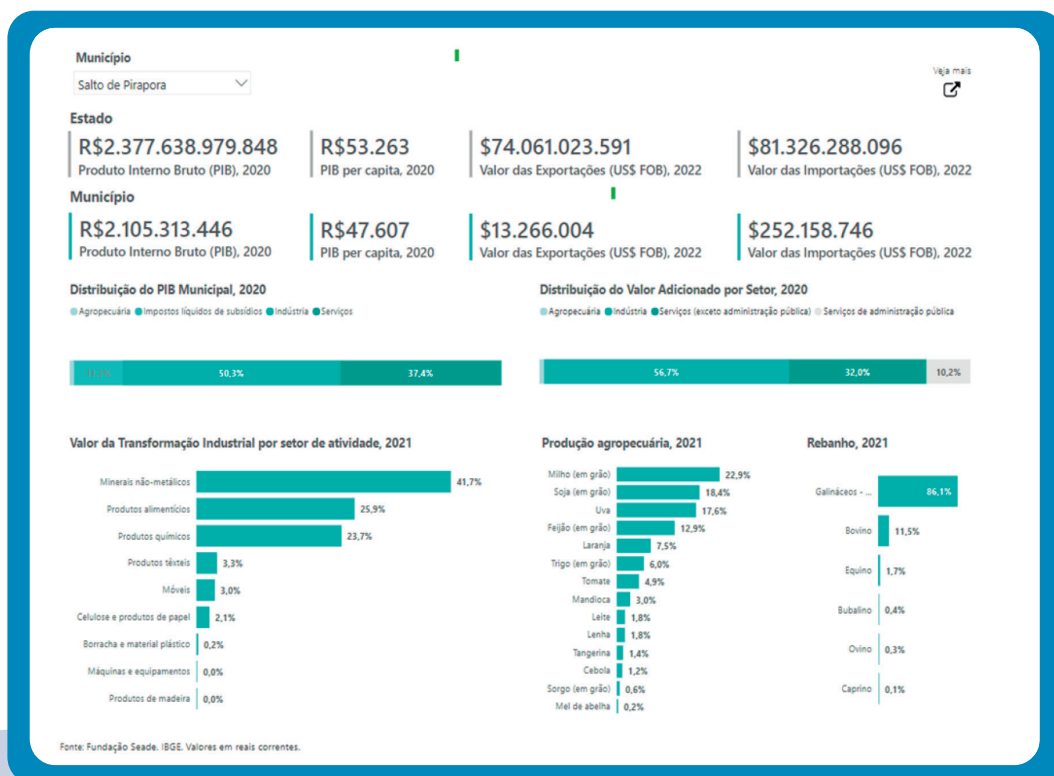 Município
Salto de Pirapora
Veja mais
Estado
R$2.377.638.979.848
Produto Interno Bruto (PIB), 2020
R$53.263
PIB per capita, 2020
$74.061.023.591
Valor das Exportações (US$ FOB), 2022
$81.326.288.096
Valor das Importações (US$ FOB), 2022
Município
R$2.105.313.446
Produto Interno Bruto (PIB), 2020
R$47.607
PIB per capita, 2020
$13.266.004
Valor das Exportações (US$ FOB), 2022
$252.158.746
Valor das Importações (US$ FOB), 2022
Distribuição do PIB Municipal, 2020
Agropecuária Impostos líquidos de subsídios Indústria Serviços
50,3% 37,4%
Distribuição do Valor Adicionado por Setor, 2020
Agropecuária Indústria Serviços (exceto administração pública) Serviços de administração pública
56,7% 32,0% 10,2%
Valor da Transformação Industrial por setor de atividade, 2021
Minerais não-metálicos 41,7%
Produtos alimentícios 25,9%
Produtos químicos 23,7%
Produtos têxteis 3,3%
Móveis 3,0%
Celulose e produtos de papel 2,1%
Borracha e material plástico 0,2%
Máquinas e equipamentos 0,0%
Produtos de madeira 0,0%
Produção agropecuária, 2021
Milho (em grão) 22,9%
Soja (em grão) 18,4%
Uva 17,6%
Feijão (em grão) 12,9%
Laranja 7,5%
Trigo (em grão) 6,0%
Tomate 4,9%
Mandioca 3,0%
Leite 1,8%
Lenha 1,8%
Tangerina 1,4%
Cebola 1,2%
Sorgo (em grão) 0,6%
Mel de abelha 0,2%
Rebanho, 2021
Galináceos - ... 86,1%
Bovino 11,5%
Equino 1,7%
Bubalino 0,4%
Ovino 0,3%
Caprino 0,1%
Fonte: Fundação Seade. IBGE. Valores em reais correntes.